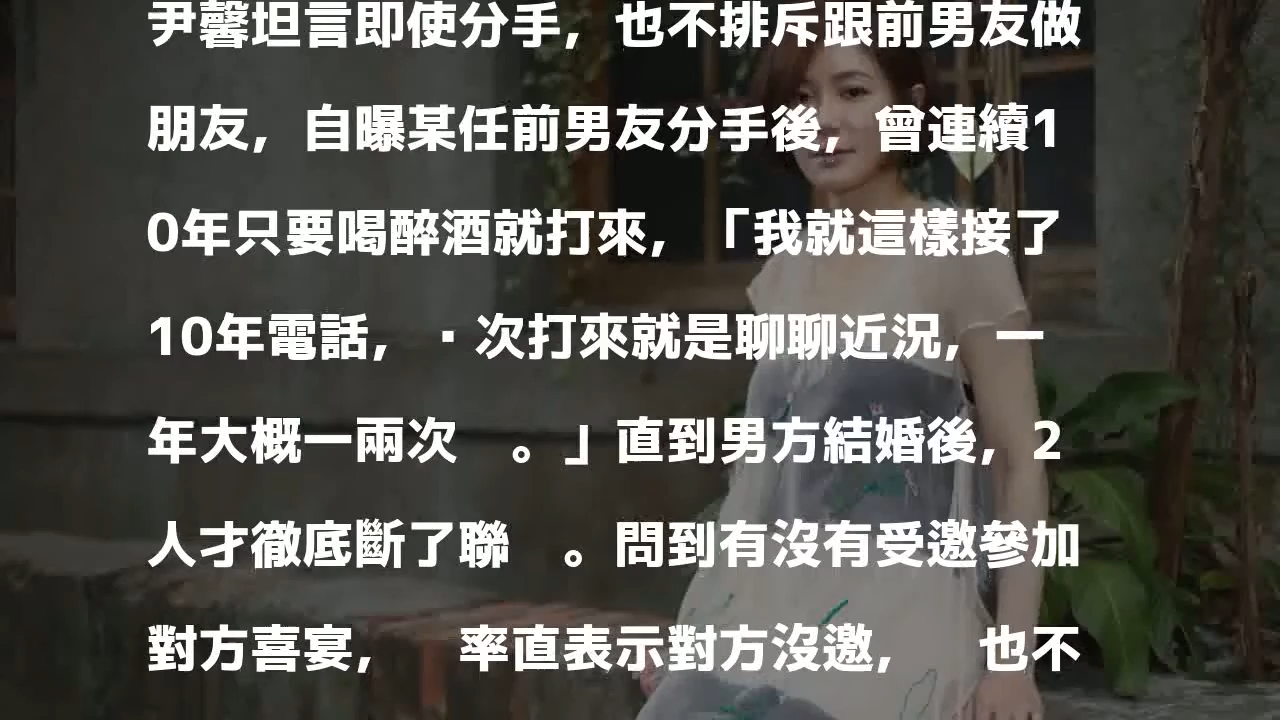 尹馨坦言即使分手，也不排斥跟前男友做
朋友，自曝某任前男友分手後，曾連續1
0年只要喝醉酒就打來，「我就這樣接了
10年電話，·次打來就是聊聊近況，一
年大概一兩次　。」直到男方結婚後，2
人才徹底斷了聯　。問到有沒有受邀參加
對方喜宴，　率直表示對方沒邀，　也不